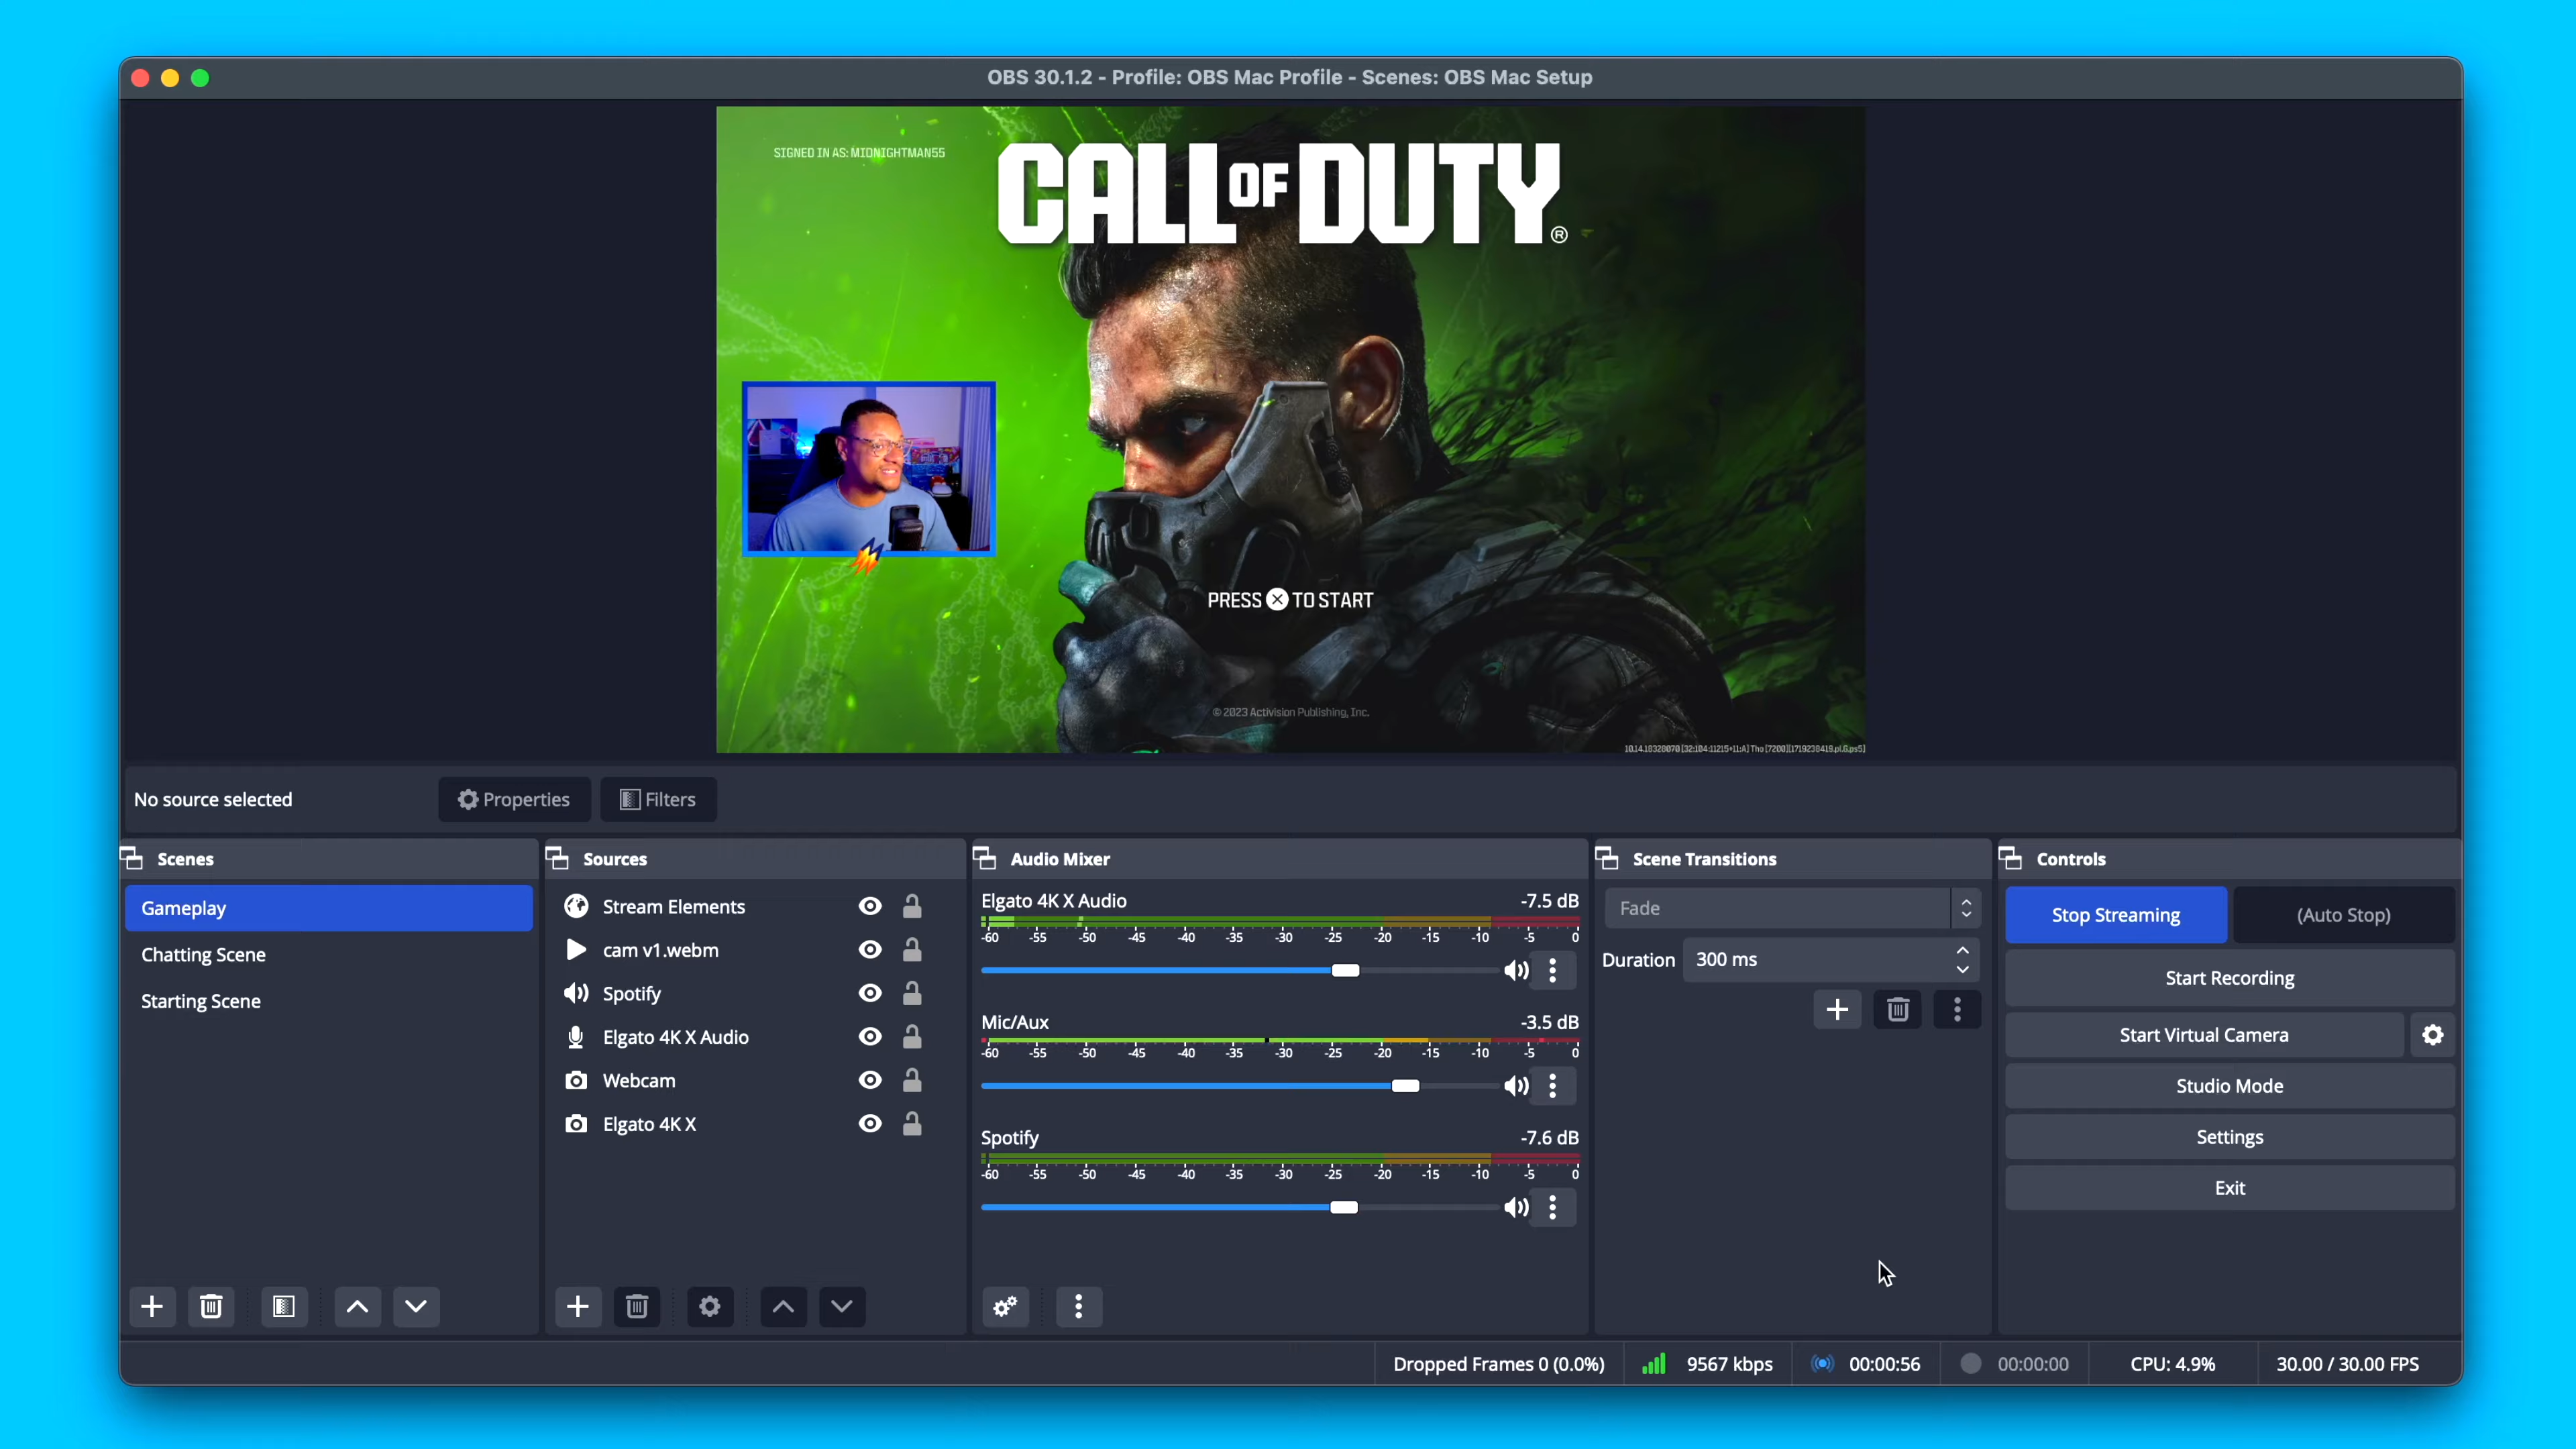 OBS 30.1.2 - Profile: OBS Mac Profile - Scenes: OBS Mac Setup
SIGNED IN AS: MIDNIGHTMAN55
CALL OF DUTY®
PRESS X TO START
© 2023 Activision Publishing, Inc.
No source selected
Properties
Filters
Scenes
Gameplay
Chatting Scene
Starting Scene
Sources
Stream Elements
cam v1.webm
Spotify
Elgato 4K X Audio
Webcam
Elgato 4K X
Audio Mixer
Elgato 4K X Audio -7.5 dB
-60 -55 -50 -45 -40 -35 -30 -25 -20 -15 -10 -5 0
Mic/Aux -3.5 dB
-60 -55 -50 -45 -40 -35 -30 -25 -20 -15 -10 -5 0
Spotify -7.6 dB
-60 -55 -50 -45 -40 -35 -30 -25 -20 -15 -10 -5 0
Scene Transitions
Fade
Duration 300 ms
Controls
Stop Streaming (Auto Stop)
Start Recording
Start Virtual Camera
Studio Mode
Settings
Exit
Dropped Frames 0 (0.0%) 9567 kbps 00:00:56 00:00:00 CPU: 4.9% 30.00 / 30.00 FPS